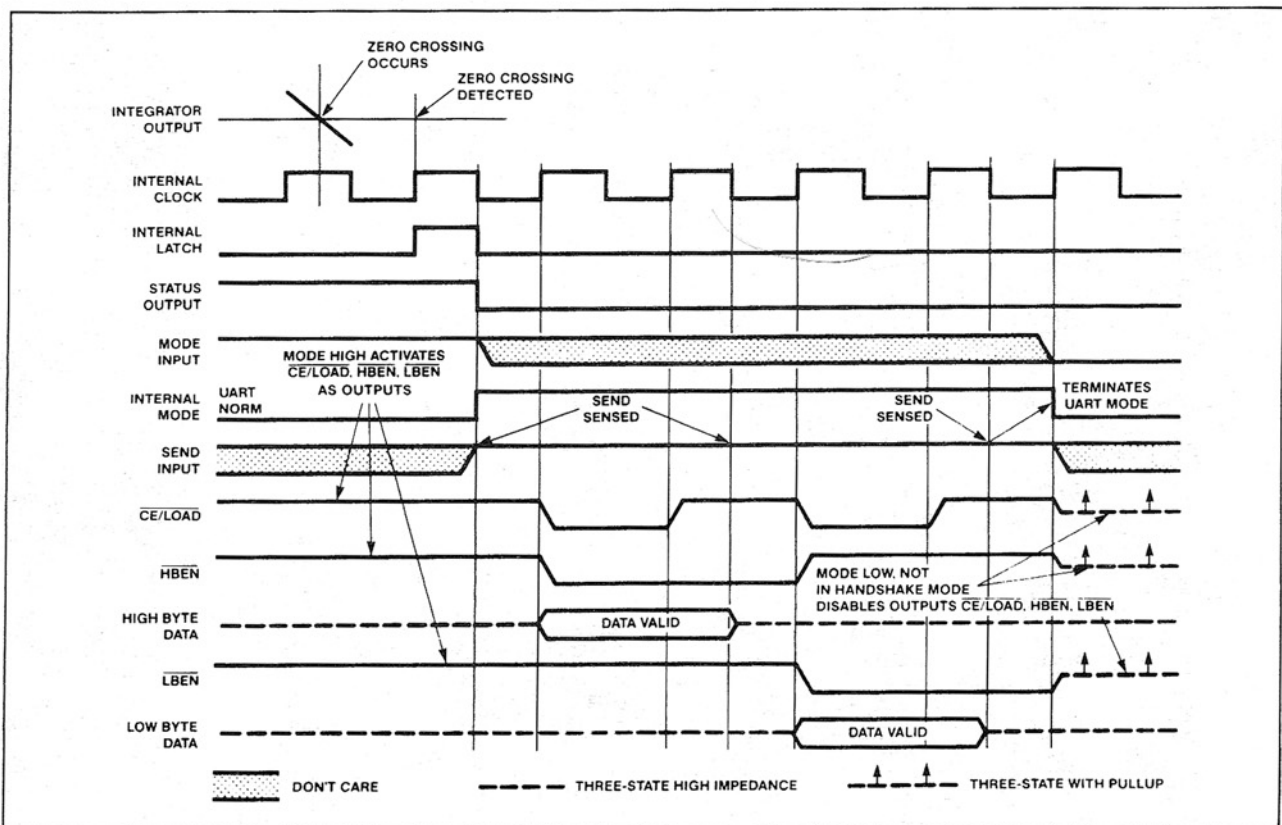 ZERO CROSSING
OCCURS
ZERO CROSSING
DETECTED
INTEGRATOR
OUTPUT
INTERNAL
CLOCK
INTERNAL
LATCH
STATUS
OUTPUT
MODE
INPUT
MODE HIGH ACTIVATES
CE/LOAD, HBEN, LBEN
AS OUTPUTS
INTERNAL
MODE
UART
NORM
SEND
SENSED
SEND
SENSED
TERMINATES
UART MODE
SEND
INPUT
CE/LOAD
HBEN
MODE LOW, NOT
IN HANDSHAKE MODE
DISABLES OUTPUTS CE/LOAD, HBEN, LBEN
HIGH BYTE
DATA
DATA VALID
LBEN
LOW BYTE
DATA
DATA VALID
DON'T CARE
THREE-STATE HIGH IMPEDANCE
THREE-STATE WITH PULLUP